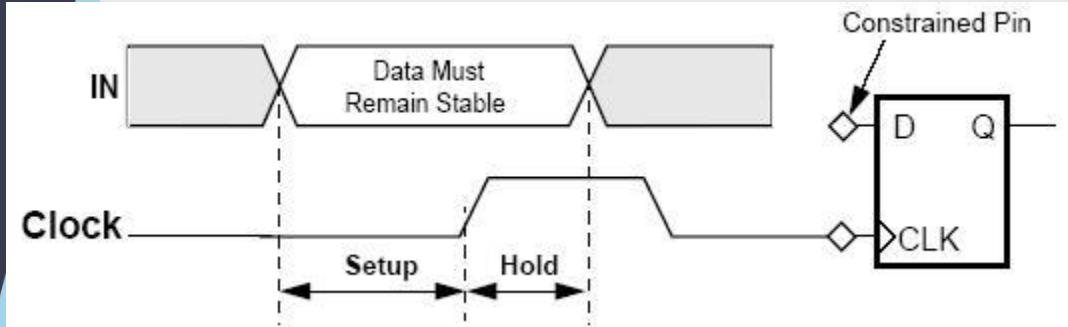 Constrained Pin
IN
Data Must
Remain Stable
D
Q
Clock
CLK
Setup
Hold